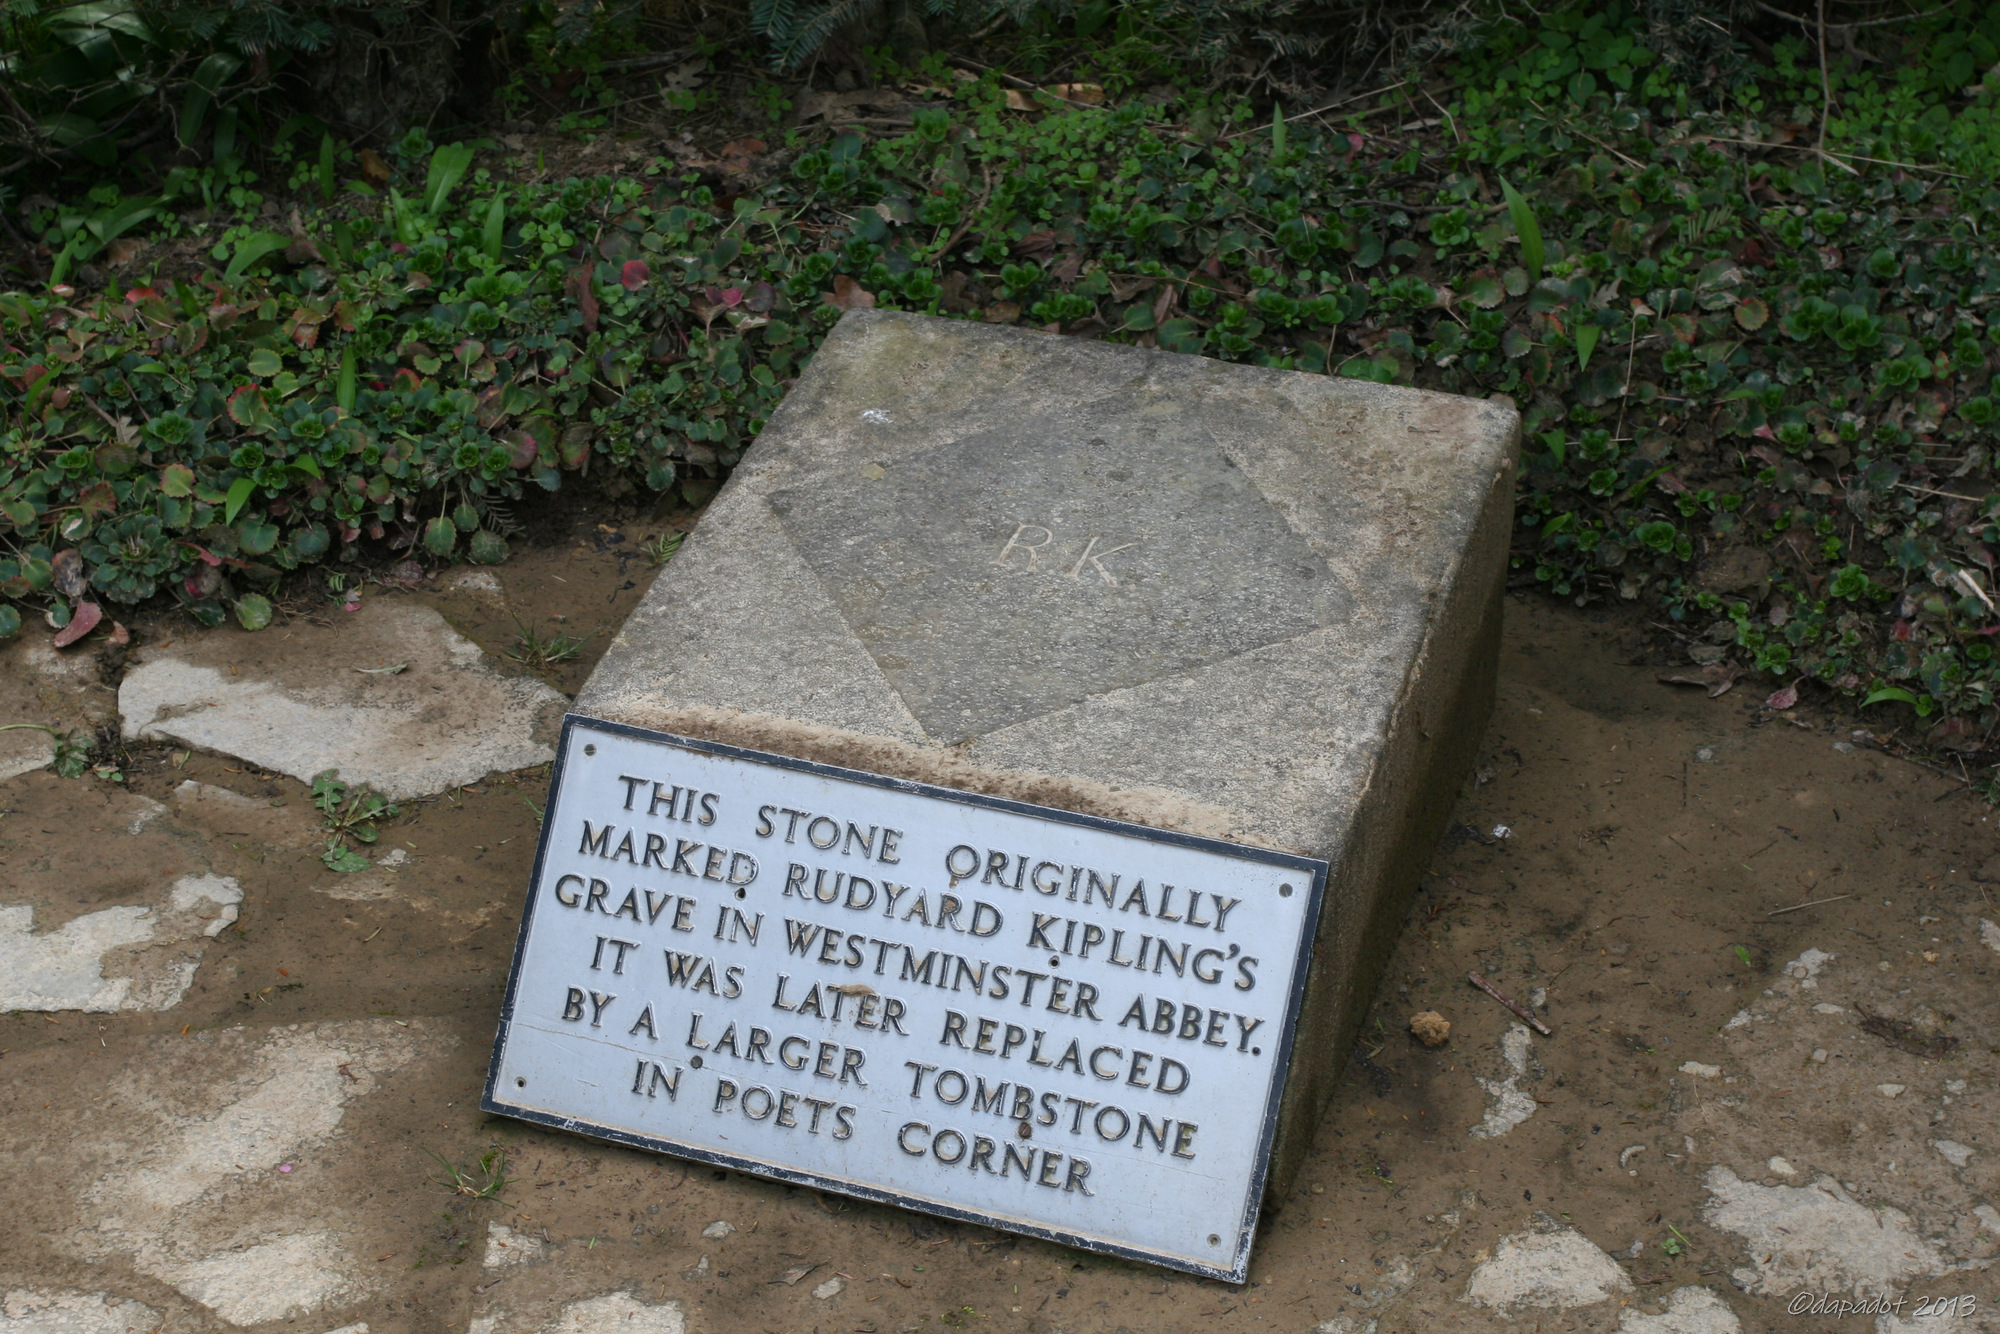 R K
THIS STONE ORIGINALLY
MARKED RUDYARD KIPLING'S
GRAVE IN WESTMINSTER ABBEY.
IT WAS LATER REPLACED
BY A LARGER TOMBSTONE
IN POETS CORNER
©dapadot 2013